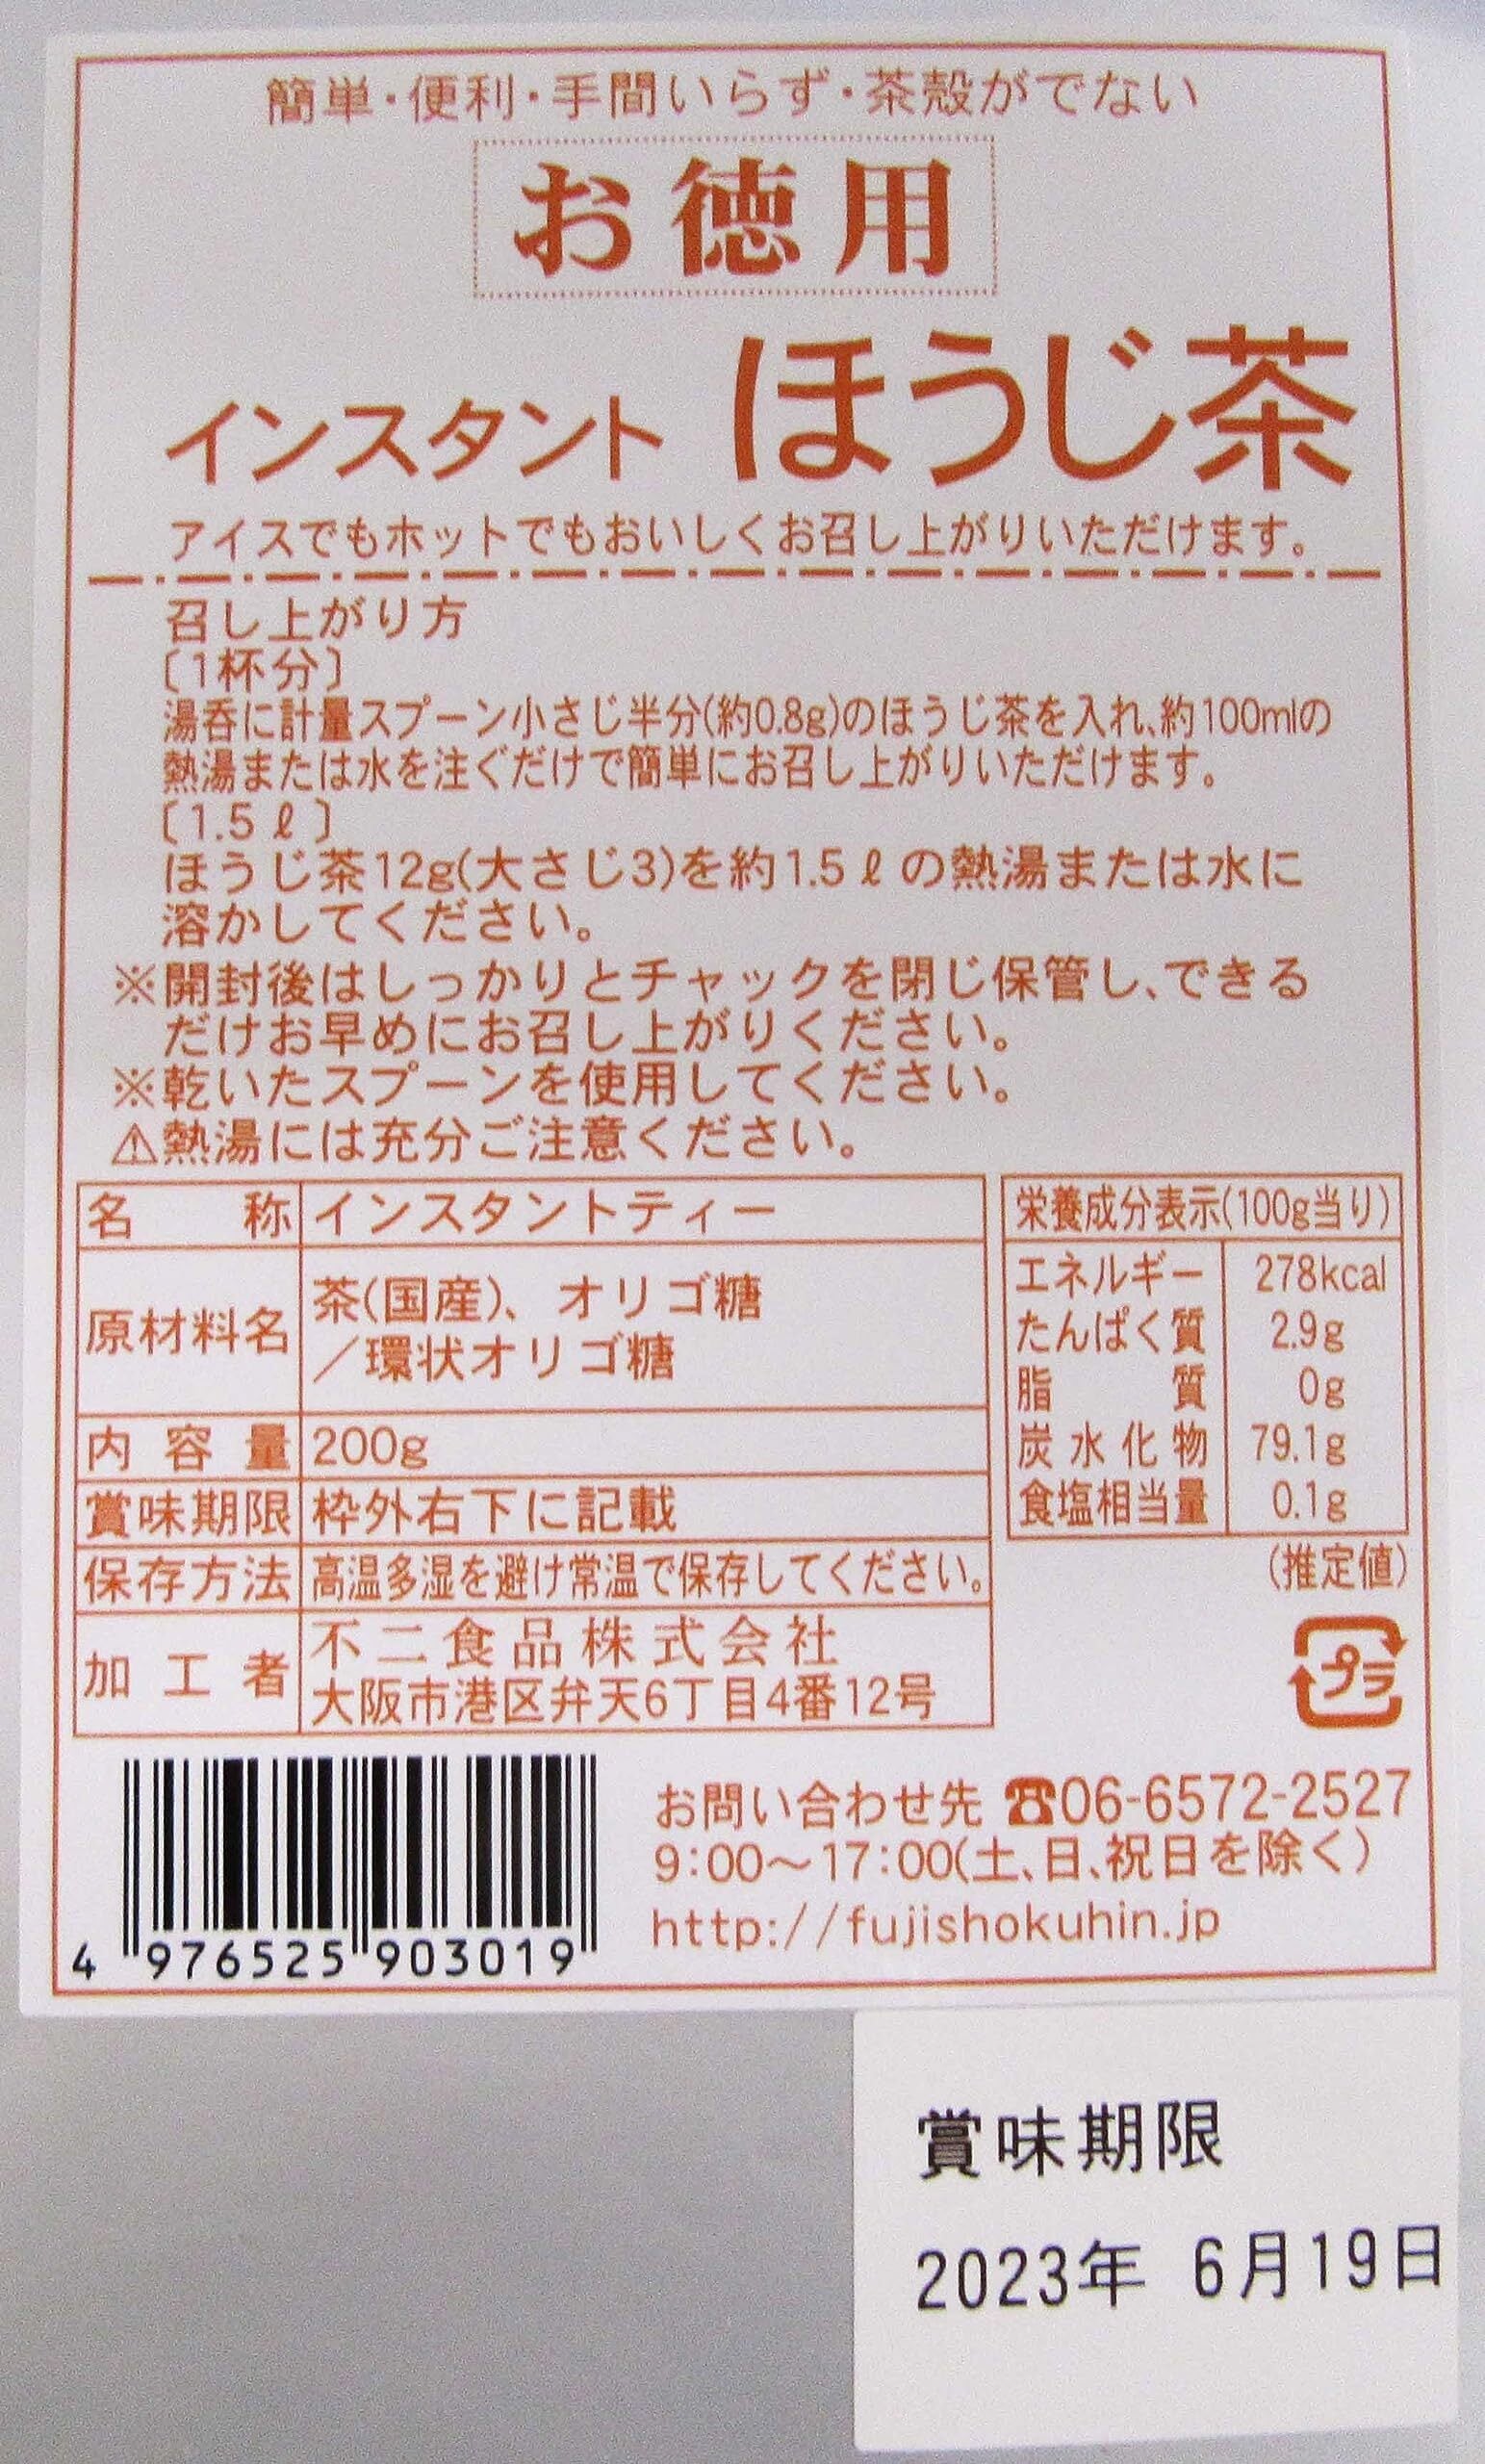 簡単・便利・手間いらず・茶殻がでない
お徳用
インスタント ほうじ茶
アイスでもホットでもおいしくお召し上がりいただけます。
召し上がり方
〔1杯分〕
湯呑に計量スプーン小さじ半分(約0.8g)のほうじ茶を入れ、約100mlの
熱湯または水を注ぐだけで簡単にお召し上がりいただけます。
〔1.5ℓ〕
ほうじ茶12g(大さじ3)を約1.5ℓの熱湯または水に
溶かしてください。
※開封後はしっかりとチャックを閉じ保管し、できる
だけお早めにお召し上がりください。
※乾いたスプーンを使用してください。
⚠熱湯には充分ご注意ください。
名称 インスタントティー
原材料名 茶(国産)、オリゴ糖
／環状オリゴ糖
内容量 200g
賞味期限 枠外右下に記載
保存方法 高温多湿を避け常温で保存してください。
加工者 不二食品株式会社
大阪市港区弁天6丁目4番12号
栄養成分表示(100g当り)
エネルギー 278kcal
たんぱく質 2.9g
脂質 0g
炭水化物 79.1g
食塩相当量 0.1g
(推定値)
プラ
4 976525 903019
お問い合わせ先 ☎06-6572-2527
9:00～17:00(土、日、祝日を除く)
http://fujishokuhin.jp
賞味期限
2023年 6月19日